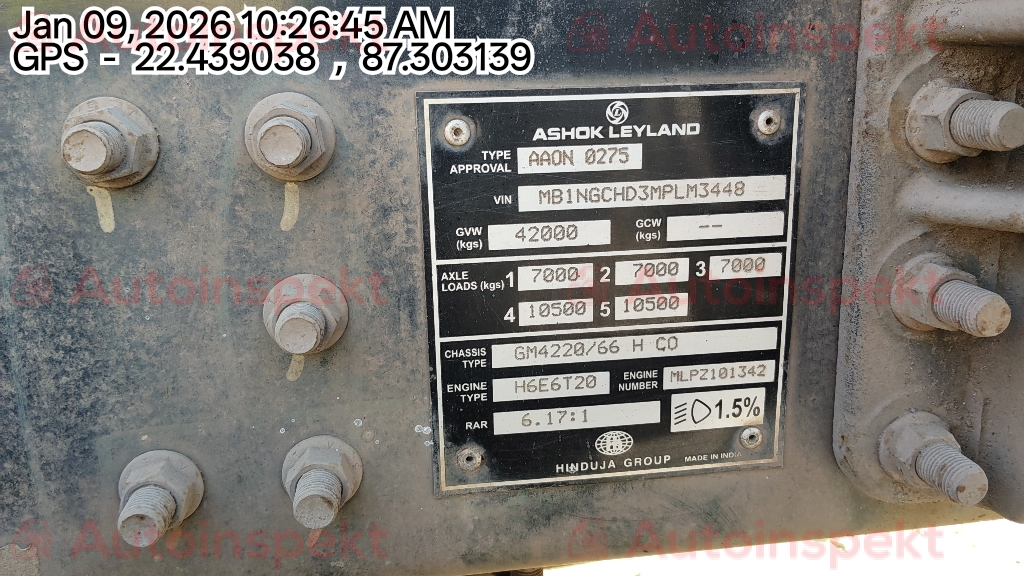 Jan 09, 2026 10:26:45 AM
GPS - 22.439038 , 87.303139
Autoinspekt Autoinspekt
ASHOK LEYLAND
TYPE APPROVAL AAON 0275
VIN MB1NGCHD3MPLM3448
GVW (kgs) 42000 GCW (kgs) --
AXLE LOADS (kgs) 1 7000 2 7000 3 7000
4 10500 5 10500
Autoinspekt Autoinspekt
CHASSIS TYPE GM4220/66 H CO
ENGINE TYPE H6E6T20 ENGINE NUMBER MLPZ101342
RAR 6.17:1 1.5%
HINDUJA GROUP MADE IN INDIA
Autoinspekt Autoinspekt